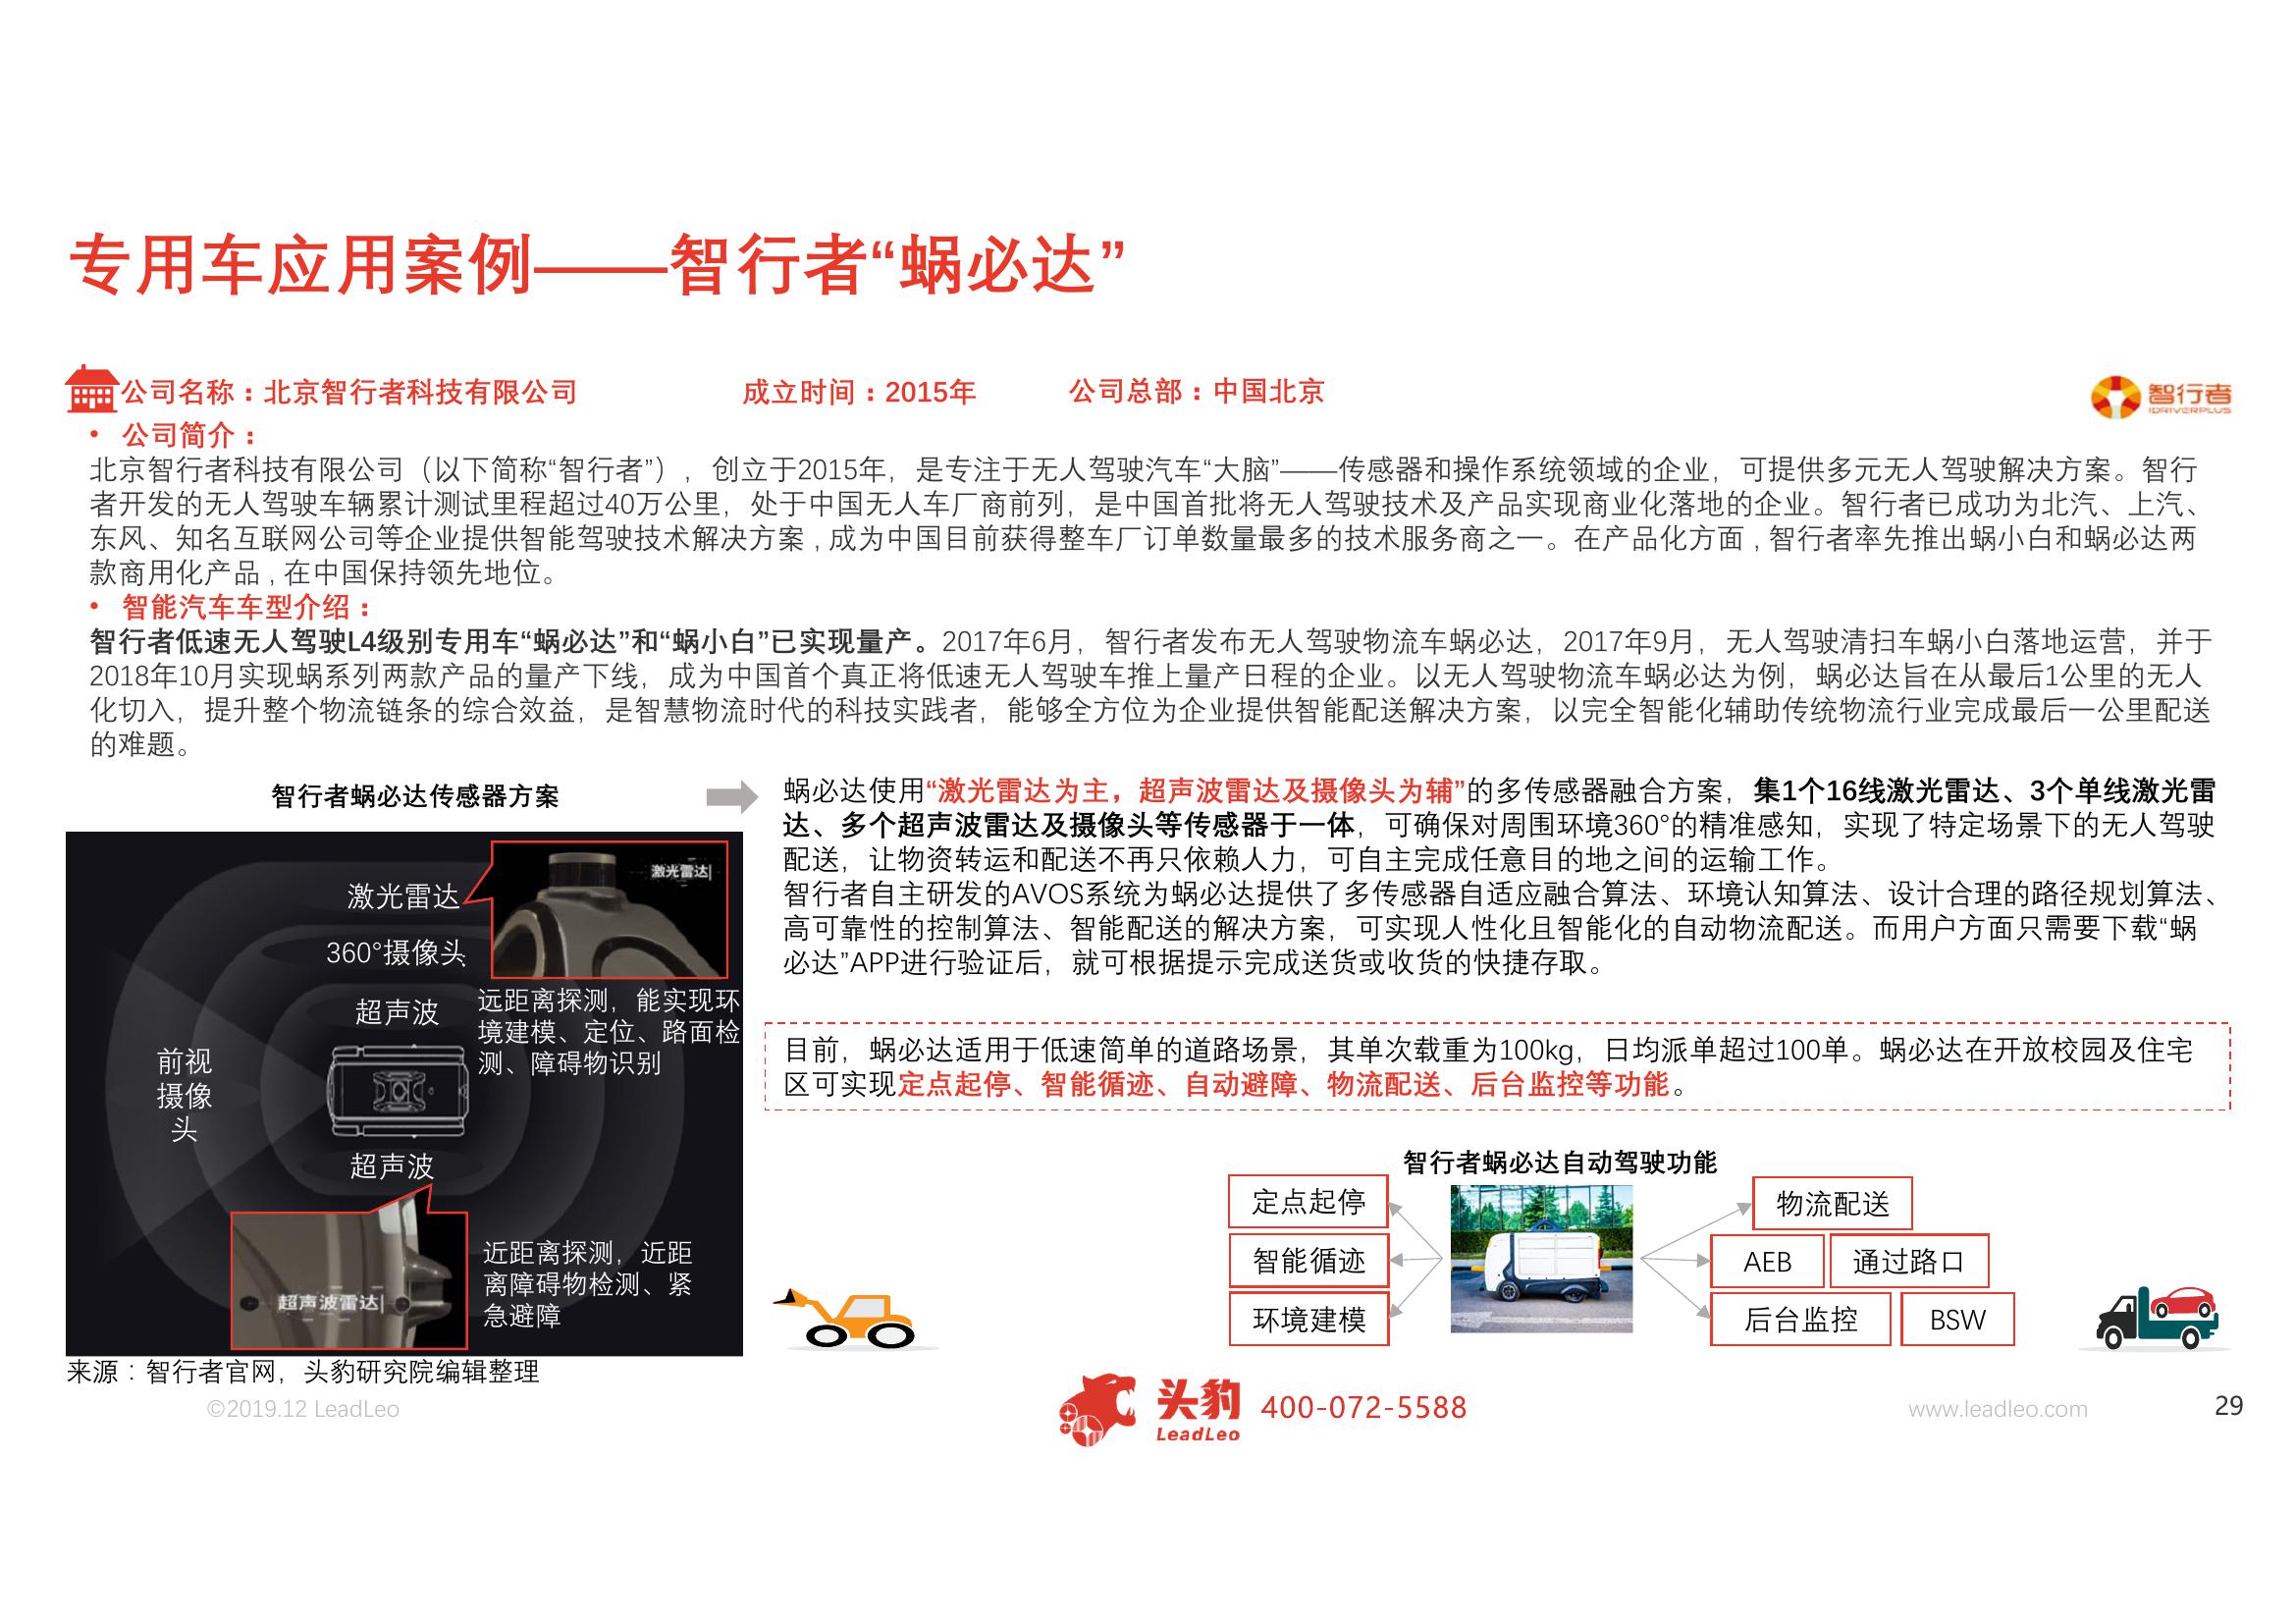 专用车应用案例——智行者“蜗必达”
公司名称：北京智行者科技有限公司
成立时间：2015年
公司总部：中国北京
智行者
IDRIVERPLUS
• 公司简介：
北京智行者科技有限公司（以下简称“智行者”），创立于2015年，是专注于无人驾驶汽车“大脑”——传感器和操作系统领域的企业，可提供多元无人驾驶解决方案。智行
者开发的无人驾驶车辆累计测试里程超过40万公里，处于中国无人车厂商前列，是中国首批将无人驾驶技术及产品实现商业化落地的企业。智行者已成功为北汽、上汽、
东风、知名互联网公司等企业提供智能驾驶技术解决方案,成为中国目前获得整车厂订单数量最多的技术服务商之一。在产品化方面,智行者率先推出蜗小白和蜗必达两
款商用化产品,在中国保持领先地位。
• 智能汽车车型介绍：
智行者低速无人驾驶L4级别专用车“蜗必达”和“蜗小白”已实现量产。2017年6月，智行者发布无人驾驶物流车蜗必达，2017年9月，无人驾驶清扫车蜗小白落地运营，并于
2018年10月实现蜗系列两款产品的量产下线，成为中国首个真正将低速无人驾驶车推上量产日程的企业。以无人驾驶物流车蜗必达为例，蜗必达旨在从最后1公里的无人
化切入，提升整个物流链条的综合效益，是智慧物流时代的科技实践者，能够全方位为企业提供智能配送解决方案，以完全智能化辅助传统物流行业完成最后一公里配送
的难题。
智行者蜗必达传感器方案
激光雷达
激光雷达
360°摄像头
超声波
远距离探测，能实现环
境建模、定位、路面检
测、障碍物识别
前视
摄像
头
超声波
超声波雷达
近距离探测，近距
离障碍物检测、紧
急避障
蜗必达使用“激光雷达为主，超声波雷达及摄像头为辅”的多传感器融合方案，集1个16线激光雷达、3个单线激光雷
达、多个超声波雷达及摄像头等传感器于一体，可确保对周围环境360°的精准感知，实现了特定场景下的无人驾驶
配送，让物资转运和配送不再只依赖人力，可自主完成任意目的地之间的运输工作。
智行者自主研发的AVOS系统为蜗必达提供了多传感器自适应融合算法、环境认知算法、设计合理的路径规划算法、
高可靠性的控制算法、智能配送的解决方案，可实现人性化且智能化的自动物流配送。而用户方面只需要下载“蜗
必达”APP进行验证后，就可根据提示完成送货或收货的快捷存取。
目前，蜗必达适用于低速简单的道路场景，其单次载重为100kg，日均派单超过100单。蜗必达在开放校园及住宅
区可实现定点起停、智能循迹、自动避障、物流配送、后台监控等功能。
智行者蜗必达自动驾驶功能
定点起停
智能循迹
环境建模
物流配送
AEB
通过路口
后台监控
BSW
来源：智行者官网，头豹研究院编辑整理
©2019.12 LeadLeo
头豹
LeadLeo
400-072-5588
www.leadleo.com
29